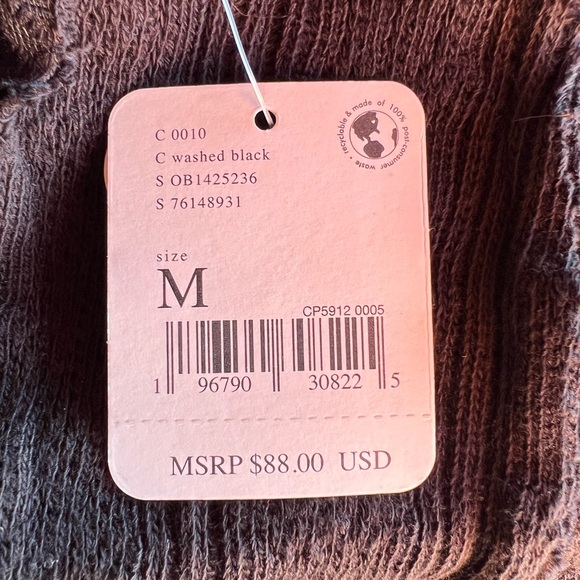 C 0010
C washed black
S OB1425236
S 76148931
recyclable & made of 100% post-consumer waste •
size
M
CP5912 0005
1 96790 30822 5
MSRP $88.00 USD